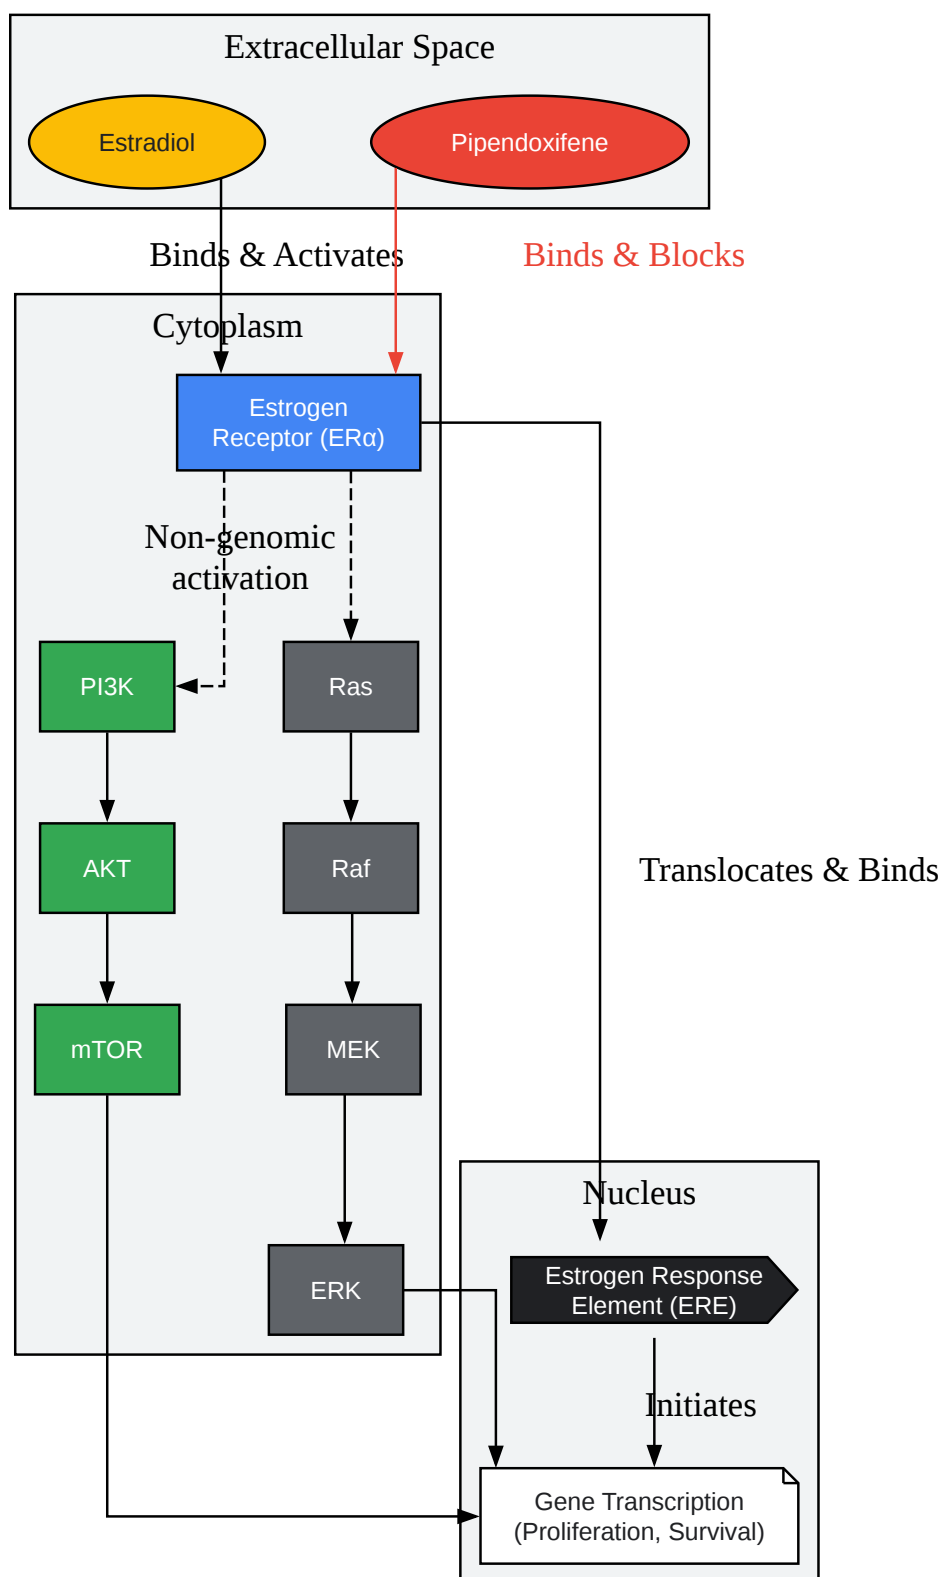 Extracellular Space
Estradiol
Pipendoxifene
Binds & Activates
Binds & Blocks
Cytoplasm
Estrogen
Receptor (ERα)
Non-genomic
activation
PI3K
Ras
AKT
Raf
Translocates & Binds
mTOR
MEK
Nucleus
Estrogen Response
Element (ERE)
ERK
Initiates
Gene Transcription
(Proliferation, Survival)